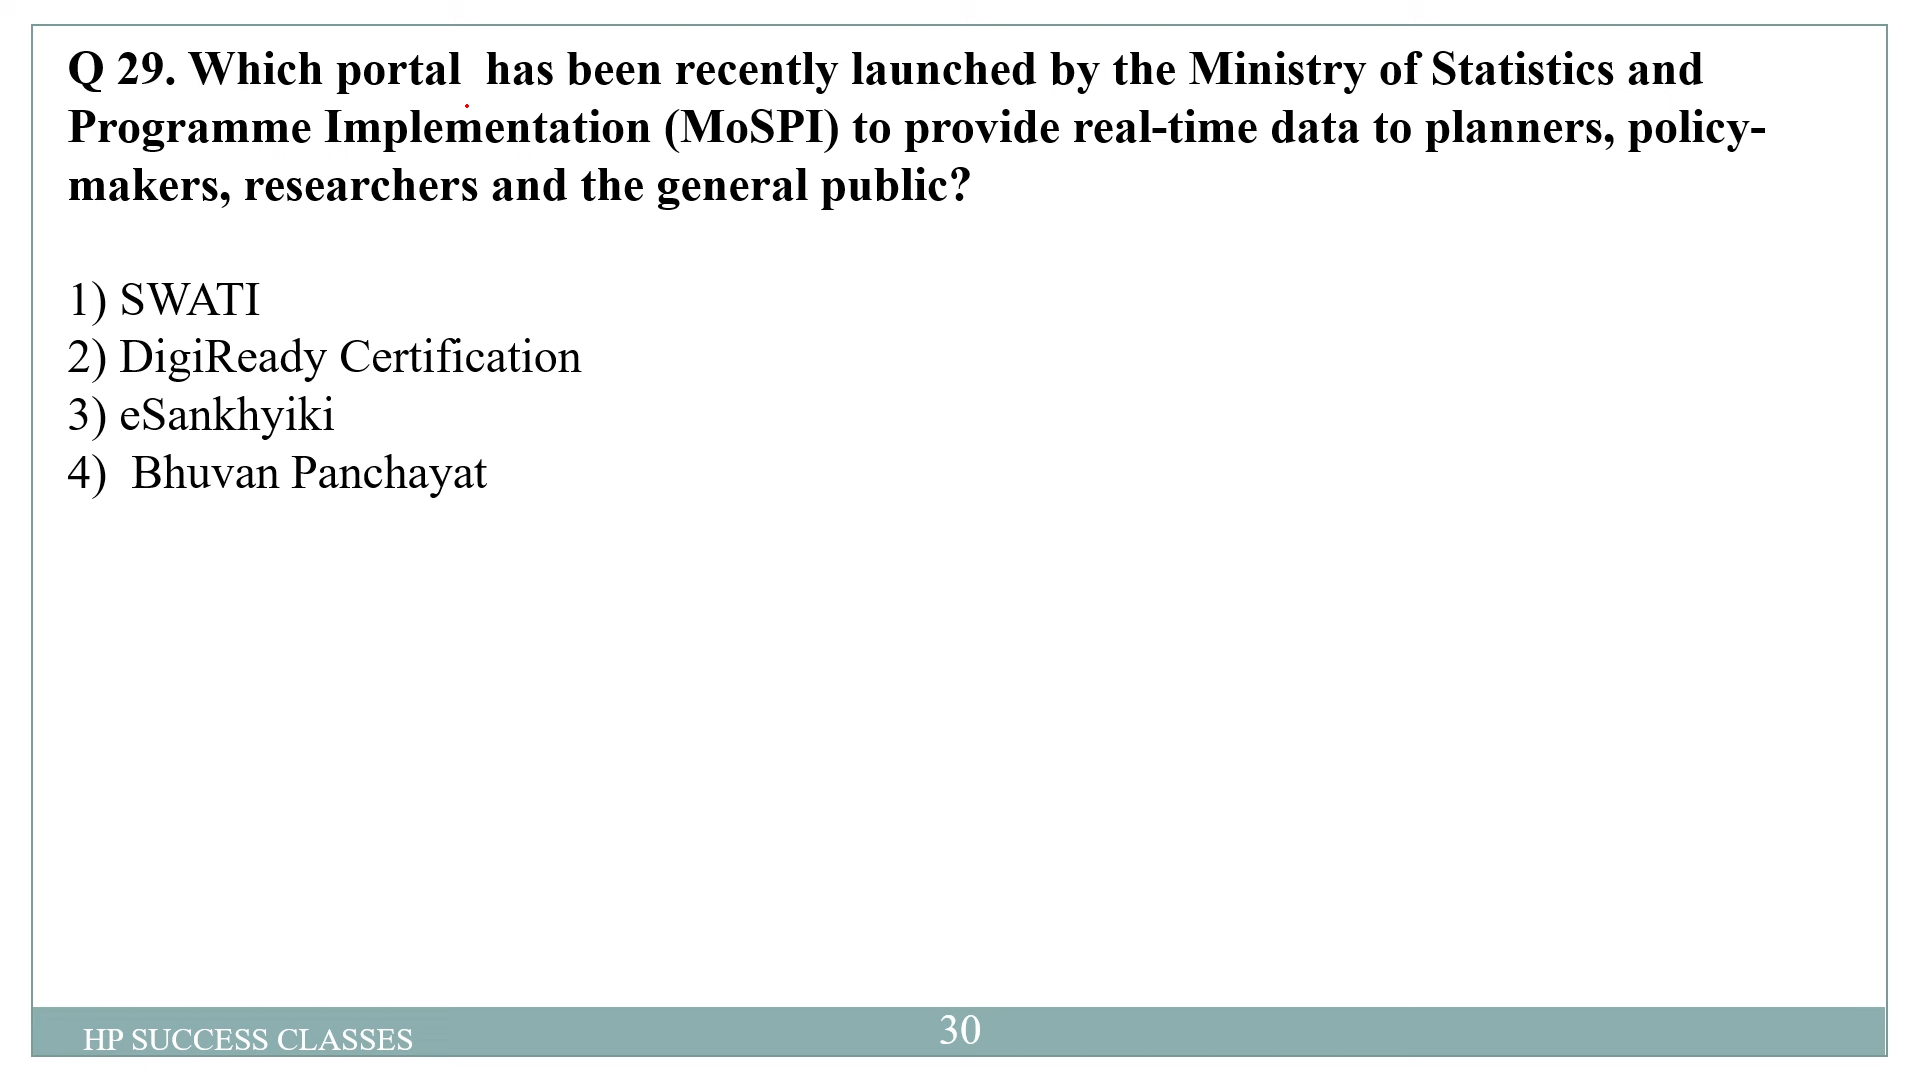 Q 29. Which portal  has been recently launched by the Ministry of Statistics and
Programme Implementation (MoSPI) to provide real-time data to planners, policy-
makers, researchers and the general public?
1) SWATI
2) DigiReady Certification
3) eSankhyiki
4)  Bhuvan Panchayat
HP SUCCESS CLASSES
30